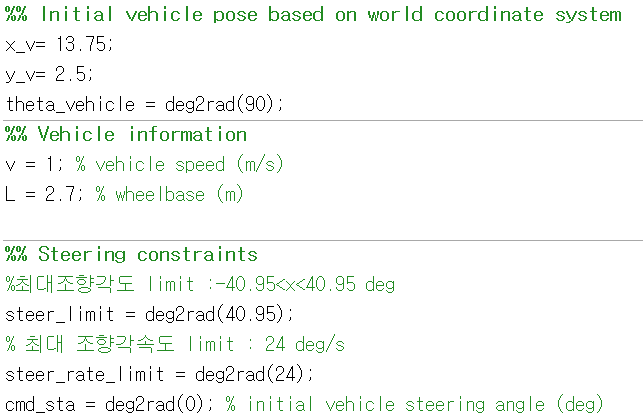 %% Initial vehicle pose based on world coordinate system
x_v= 13.75;
y_v= 2.5;
theta_vehicle = deg2rad(90);
%% Vehicle information
v = 1; % vehicle speed (m/s)
L = 2.7; % wheelbase (m)
%% Steering constraints
%최대조향각도 limit :-40.95<x<40.95 deg
steer_limit = deg2rad(40.95);
% 최대 조향각속도 limit : 24 deg/s
steer_rate_limit = deg2rad(24);
cmd_sta = deg2rad(0); % initial vehicle steering angle (deg)